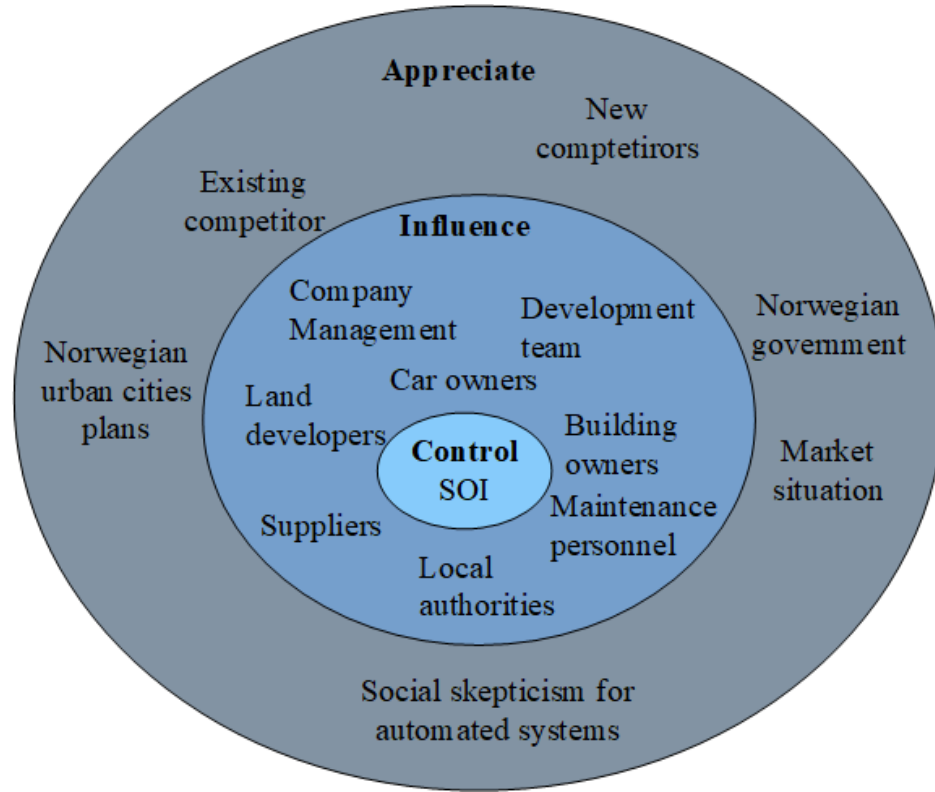 Appreciate
New
comptetirors
Existing
competitor
Influence
Company
Management
Development
team
Norwegian
government
Norwegian
urban cities
plans
Car owners
Land
developers
Building
owners
Control
SOI
Market
situation
Suppliers
Maintenance
personnel
Local
authorities
Social skepticism for
automated systems